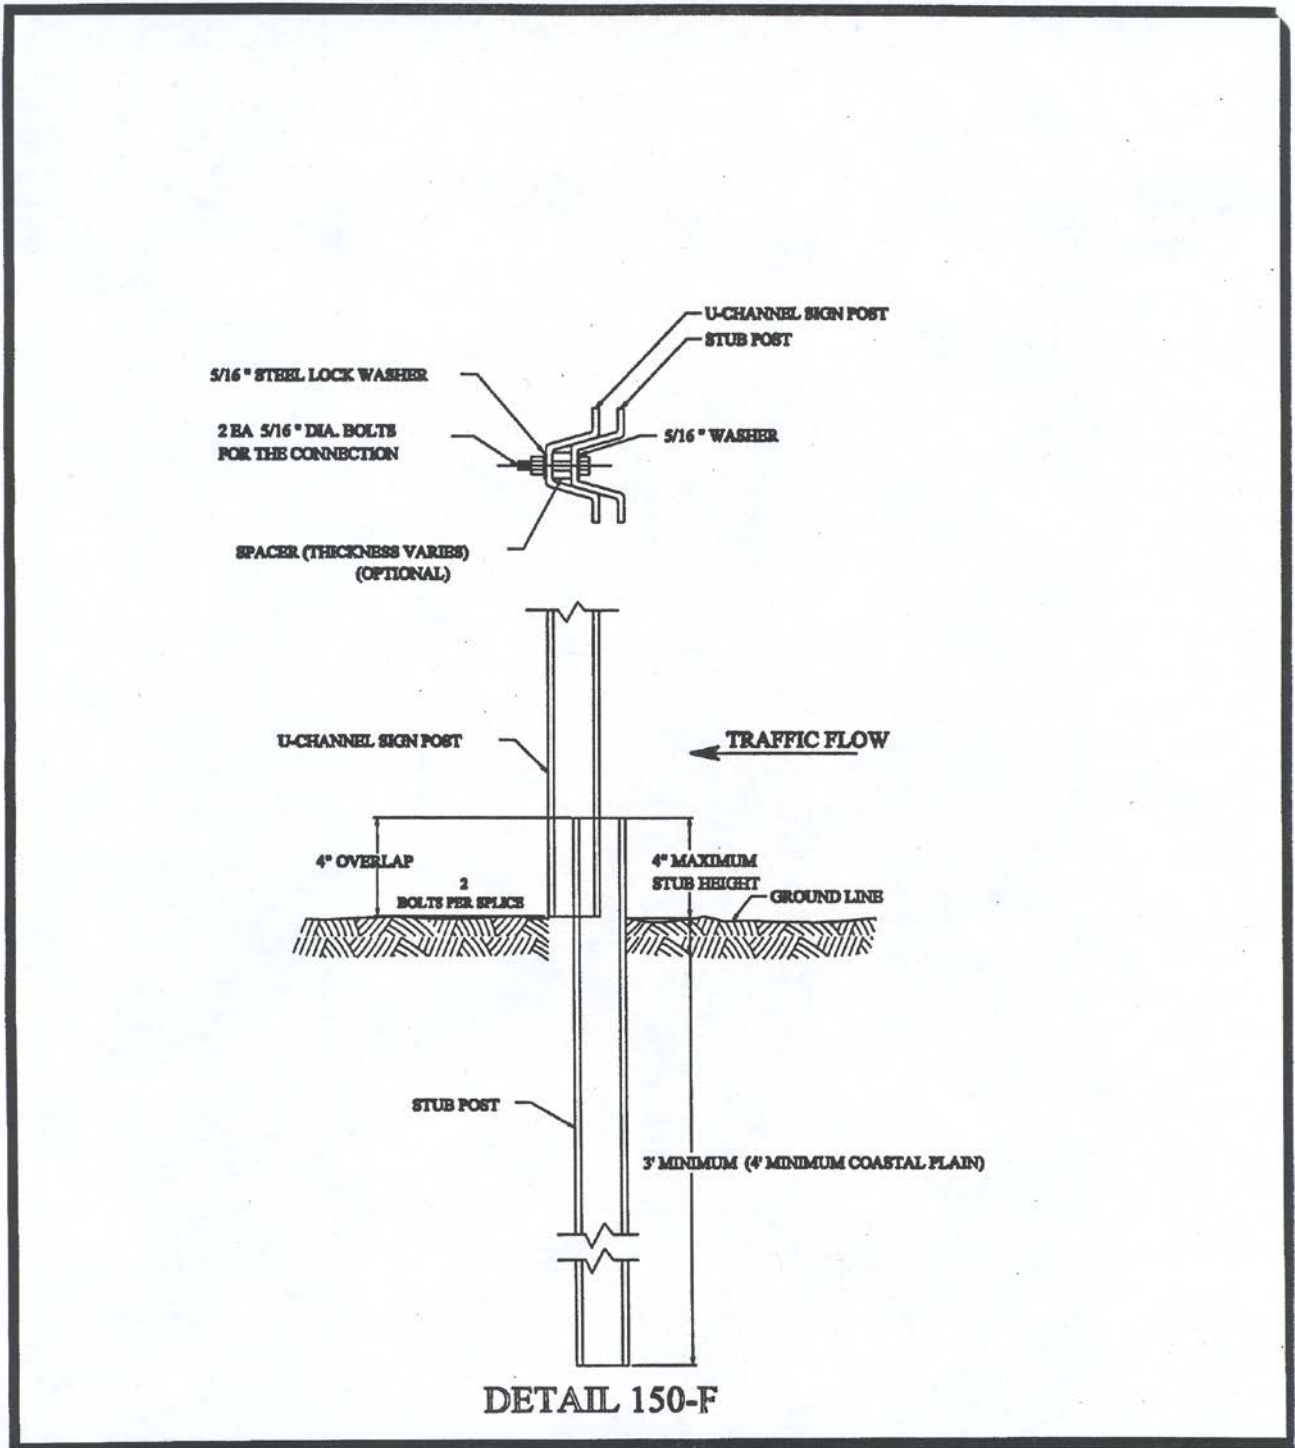 U-CHANNEL SIGN POST
STUB POST
5/16 " STEEL LOCK WASHER
2 EA 5/16 " DIA. BOLTS
FOR THE CONNECTION
5/16 " WASHER
SPACER (THICKNESS VARIES)
(OPTIONAL)
U-CHANNEL SIGN POST
TRAFFIC FLOW
4" OVERLAP
2
BOLTS PER SPLICE
4" MAXIMUM
STUB HEIGHT
GROUND LINE
STUB POST
3' MINIMUM (4' MINIMUM COASTAL PLAIN)
DETAIL 150-F